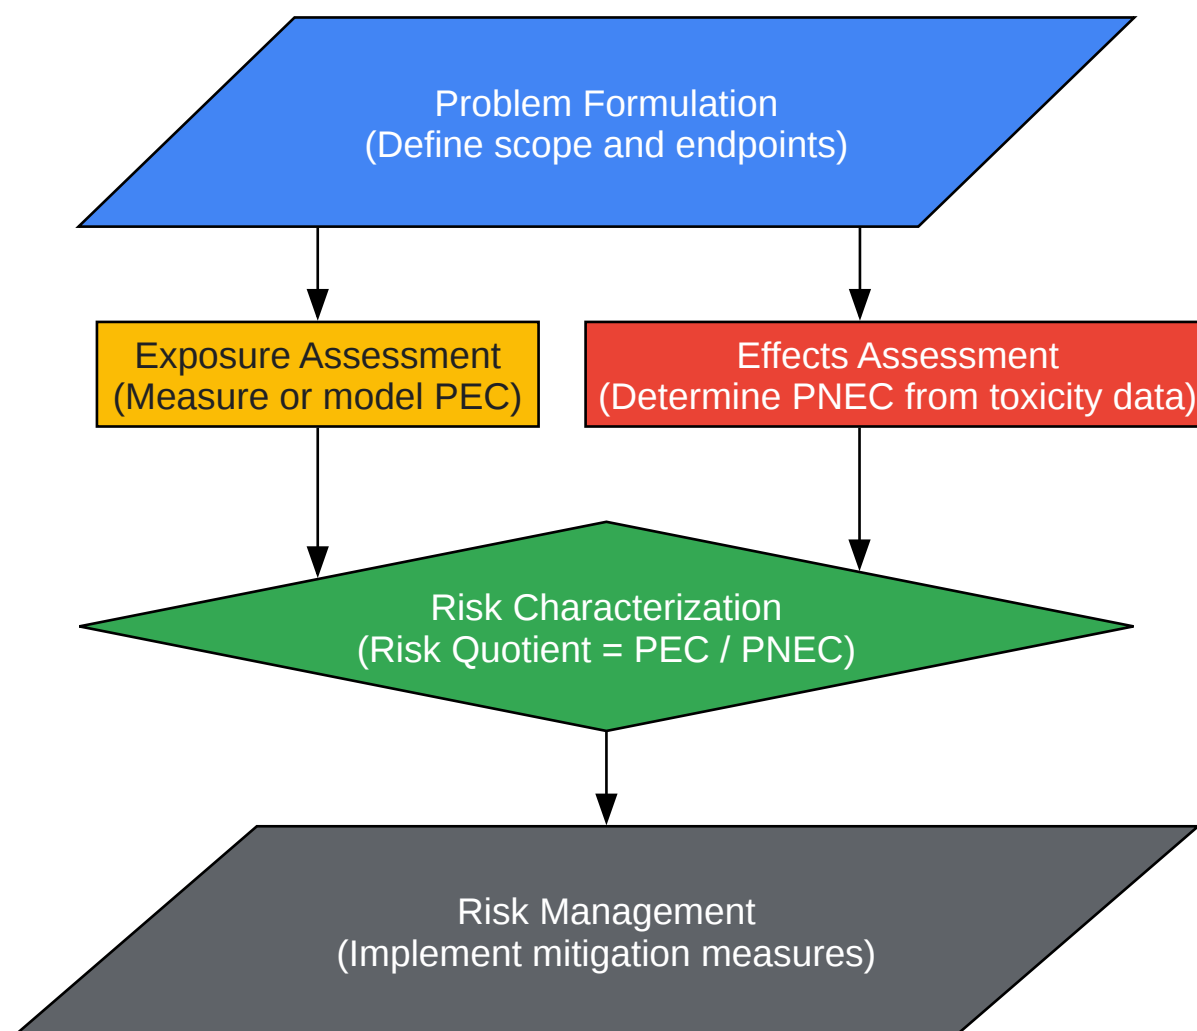 Problem Formulation
(Define scope and endpoints)
Exposure Assessment
(Measure or model PEC)
Effects Assessment
(Determine PNEC from toxicity data)
Risk Characterization
(Risk Quotient = PEC / PNEC)
Risk Management
(Implement mitigation measures)